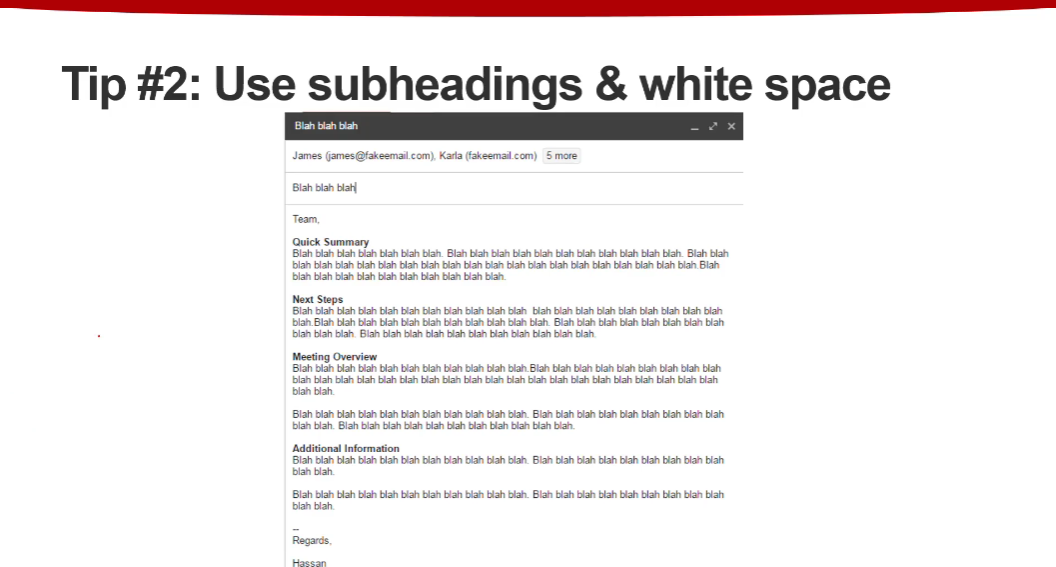 Tip #2: Use subheadings & white space
Blah blah blah
James (james@fakeemail.com), Karla (fakeemail.com) 5 more
Blah blah blah
Team,
Quick Summary
Blah blah blah blah blah blah blah. Blah blah blah blah blah blah blah blah blah blah blah. Blah blah
blah blah blah blah blah blah blah blah blah blah blah blah blah blah blah blah blah blah blah.Blah
blah blah blah blah blah blah blah blah blah blah.
Next Steps
Blah blah blah blah blah blah blah blah blah blah blah blah blah blah blah blah blah blah blah blah
blah.Blah blah blah blah blah blah blah blah blah blah blah. Blah blah blah blah blah blah blah blah
blah blah blah. Blah blah blah blah blah blah blah blah blah blah blah.
Meeting Overview
Blah blah blah blah blah blah blah blah blah blah blah.Blah blah blah blah blah blah blah blah blah
blah blah blah blah blah blah blah blah blah blah blah blah blah blah blah blah blah blah blah blah
blah blah.
Blah blah blah blah blah blah blah blah blah blah blah. Blah blah blah blah blah blah blah blah blah
blah blah. Blah blah blah blah blah blah blah blah blah blah blah.
Additional Information
Blah blah blah blah blah blah blah blah blah blah blah. Blah blah blah blah blah blah blah blah blah
blah blah.
Blah blah blah blah blah blah blah blah blah blah blah. Blah blah blah blah blah blah blah blah blah
blah blah.
--
Regards,
Hassan